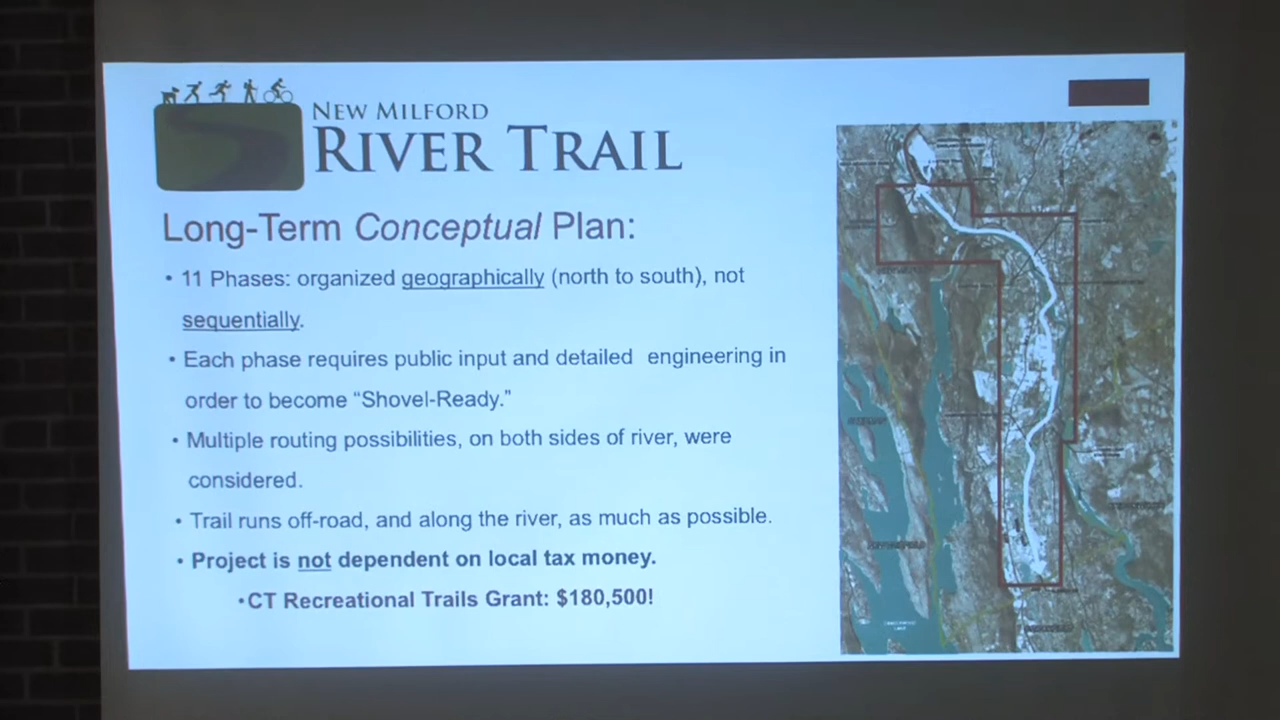 NEW MILFORD
RIVER TRAIL
Long-Term Conceptual Plan:
• 11 Phases: organized geographically (north to south), not
sequentially.
• Each phase requires public input and detailed engineering in
order to become “Shovel-Ready.”
• Multiple routing possibilities, on both sides of river, were
considered.
• Trail runs off-road, and along the river, as much as possible.
• Project is not dependent on local tax money.
• CT Recreational Trails Grant: $180,500!